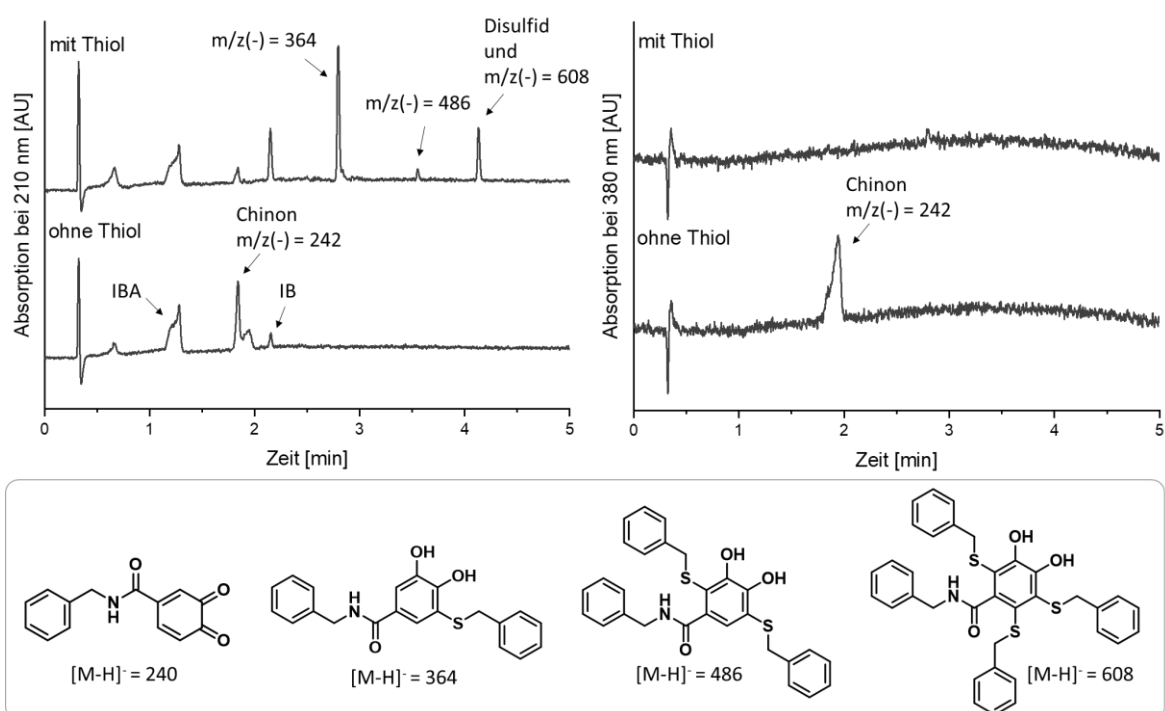 Absorption bei 210 nm [AU]
mit Thiol
m/z(-) = 364
m/z(-) = 486
Disulfid
und
m/z(-) = 608
ohne Thiol
IBA
Chinon
m/z(-) = 242
IB
0 1 2 3 4 5
Zeit [min]
Absorption bei 380 nm [AU]
mit Thiol
ohne Thiol
Chinon
m/z(-) = 242
0 1 2 3 4 5
Zeit [min]
O
N
H
O
O
[M-H]⁻ = 240
OH
OH
N
H
O
S
[M-H]⁻ = 364
S
OH
OH
H
N
O
S
[M-H]⁻ = 486
S
OH
OH
H
N
O
S
S
[M-H]⁻ = 608